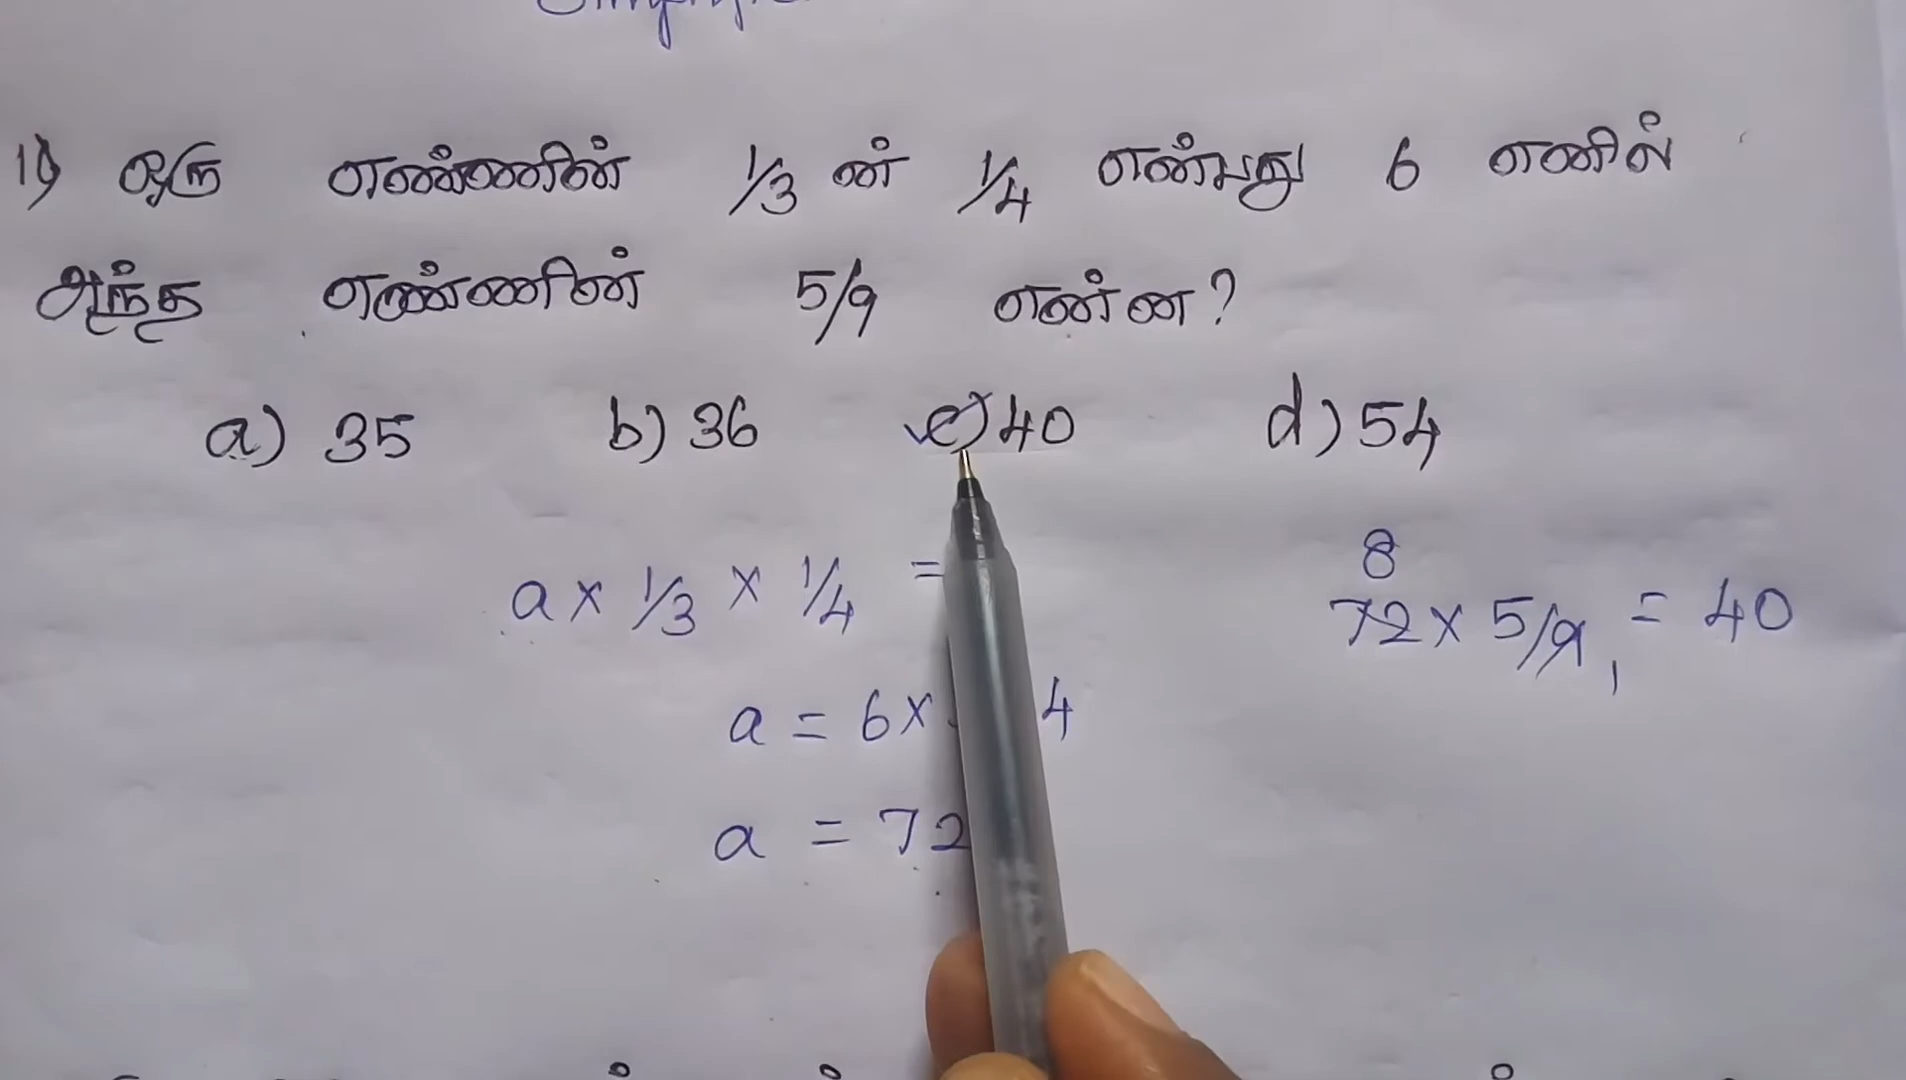 1) ஒரு எண்ணின் 1/3 ன் 1/4 என்பது 6 எனில்
அந்த எண்ணின் 5/9 என்ன?
a) 35 b) 36 c) 40 d) 54
a x 1/3 x 1/4 =
8
72 x 5/9 = 40
1
a = 6 x 4
a = 72